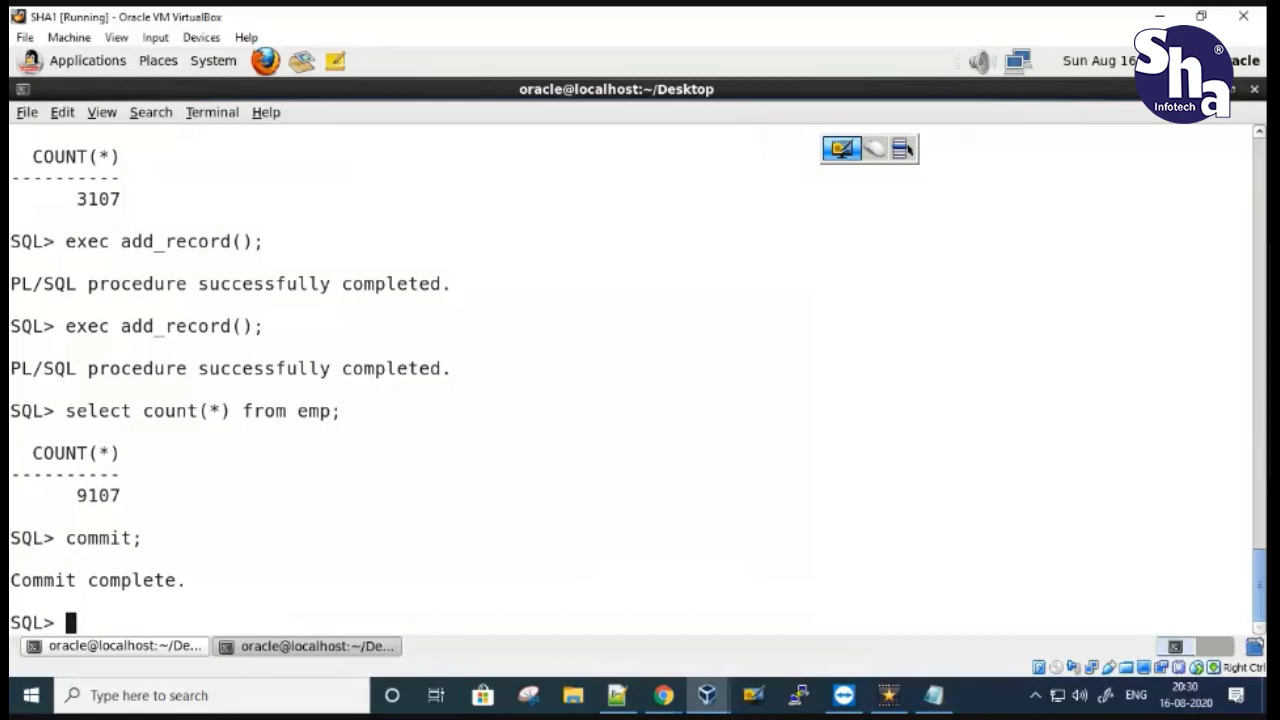 SHA1 [Running] - Oracle VM VirtualBox
File Machine View Input Devices Help
Applications Places System
Sun Aug 16
acle
Sha
®
Infotech
oracle@localhost:~/Desktop
File Edit View Search Terminal Help
COUNT(*)
----------
3107
SQL> exec add_record();
PL/SQL procedure successfully completed.
SQL> exec add_record();
PL/SQL procedure successfully completed.
SQL> select count(*) from emp;
COUNT(*)
----------
9107
SQL> commit;
Commit complete.
SQL>
oracle@localhost:~/De... oracle@localhost:~/De...
Right Ctrl
Type here to search
ENG
20:30
16-08-2020